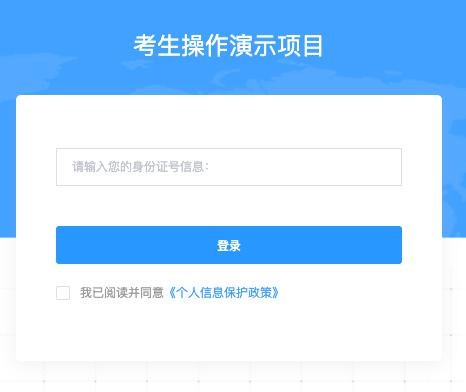 考生操作演示项目
请输入您的身份证号信息:
登录
我已阅读并同意《个人信息保护政策》